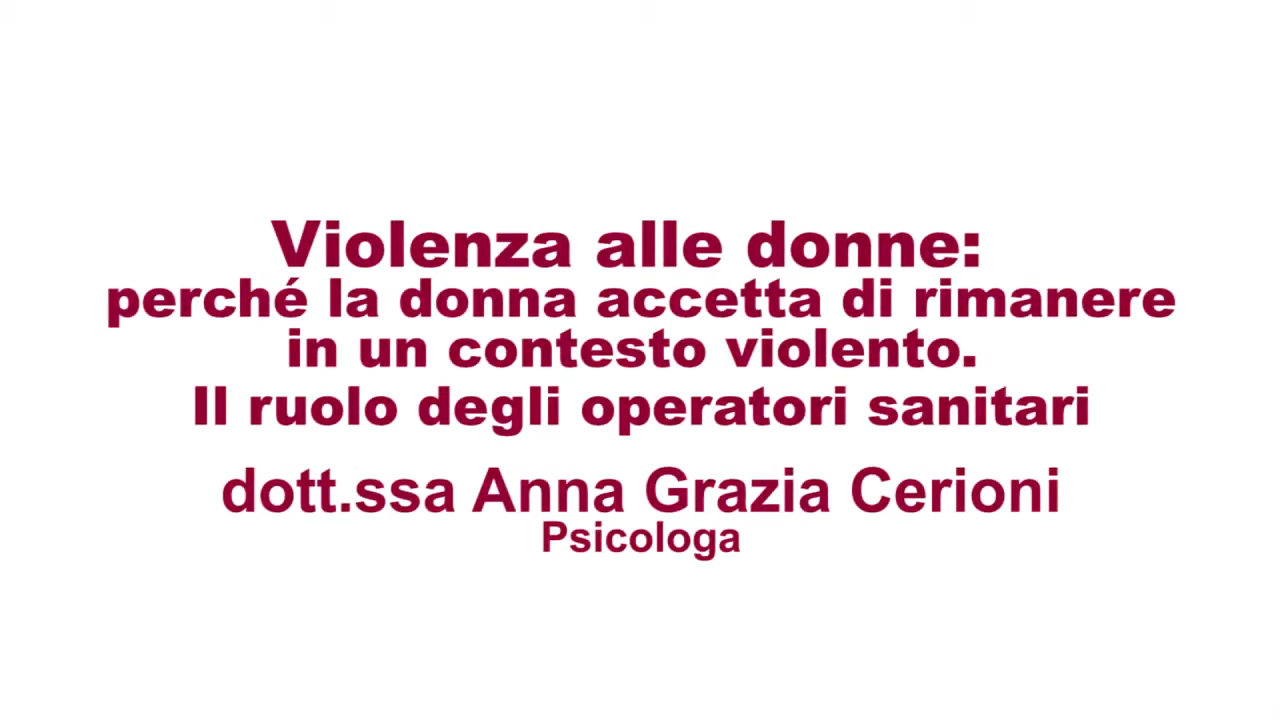 Violenza alle donne:
perché la donna accetta di rimanere
in un contesto violento.
Il ruolo degli operatori sanitari
dott.ssa Anna Grazia Cerioni
Psicologa